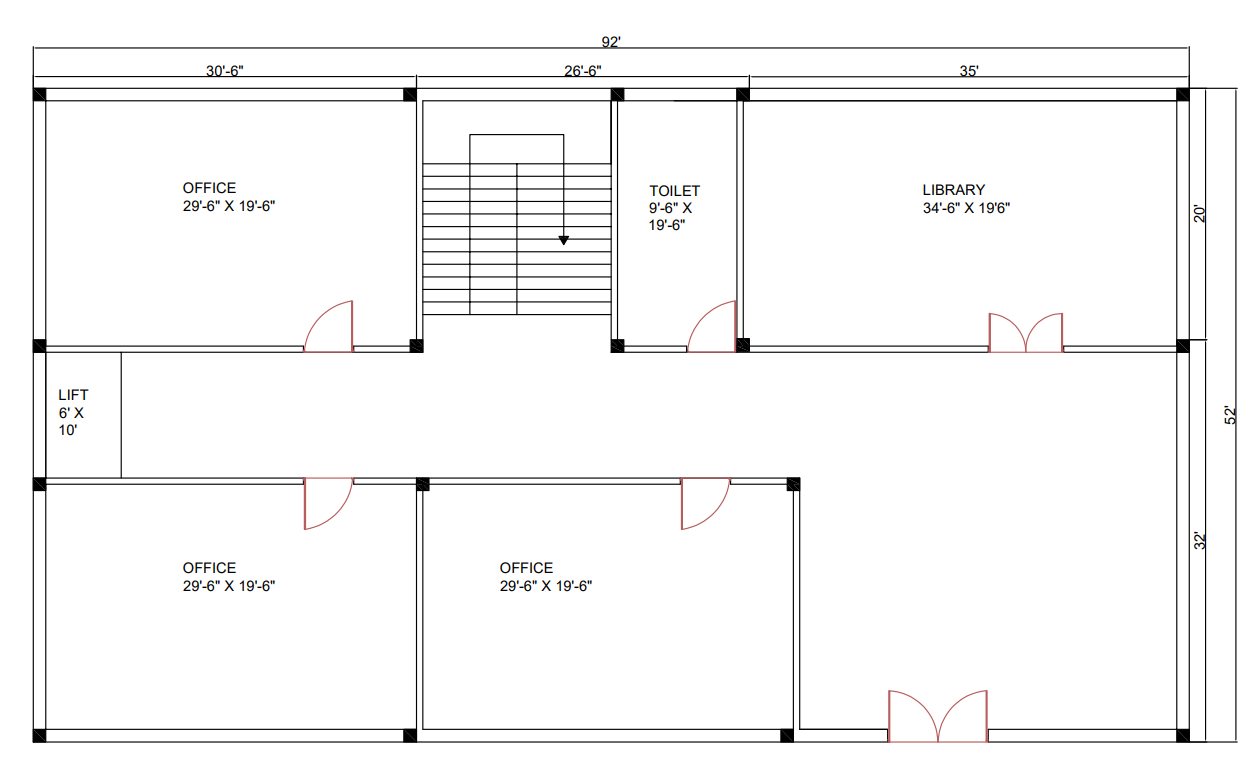 92'
30'-6"
26'-6"
35'
OFFICE
29'-6" X 19'-6"
TOILET
9'-6" X
19'-6"
LIBRARY
34'-6" X 19'6"
20'
LIFT
6' X
10'
52'
32'
OFFICE
29'-6" X 19'-6"
OFFICE
29'-6" X 19'-6"